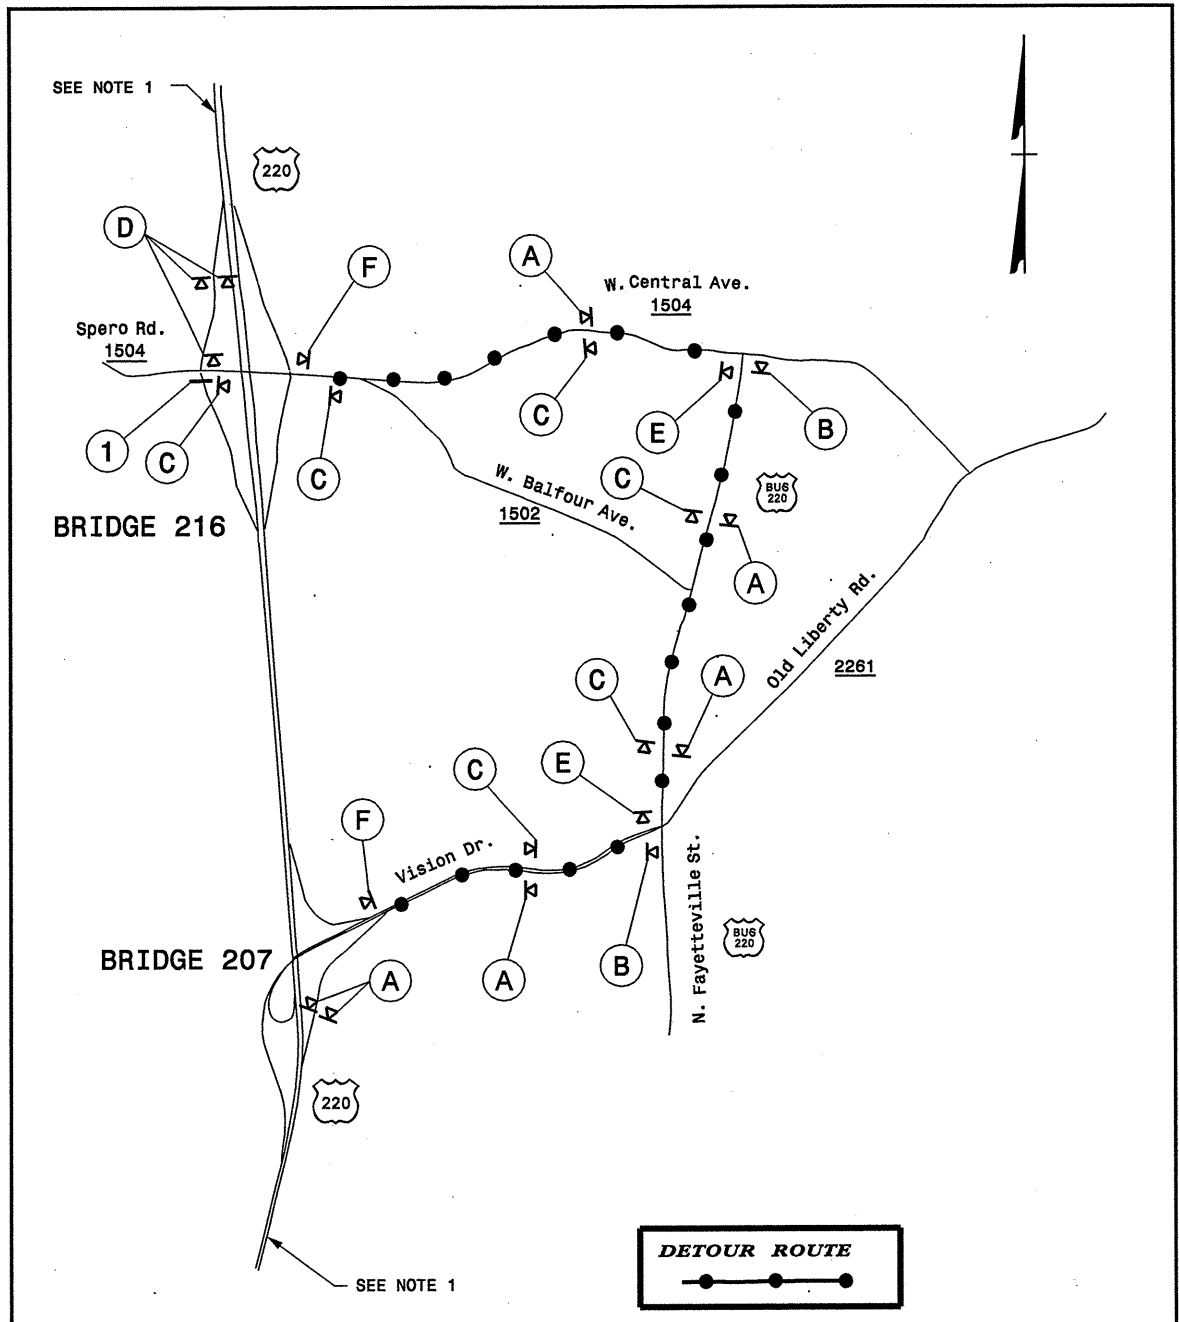 SEE NOTE 1
220
D
F
A
W. Central Ave.
1504
Spero Rd.
1504
1
C
C
C
E
B
BRIDGE 216
W. Balfour Ave.
1502
C
BUS
220
A
Old Liberty Rd.
2261
C
A
C
E
F
Vision Dr.
BRIDGE 207
A
A
B
N. Fayetteville St.
BUS
220
220
DETOUR ROUTE
SEE NOTE 1